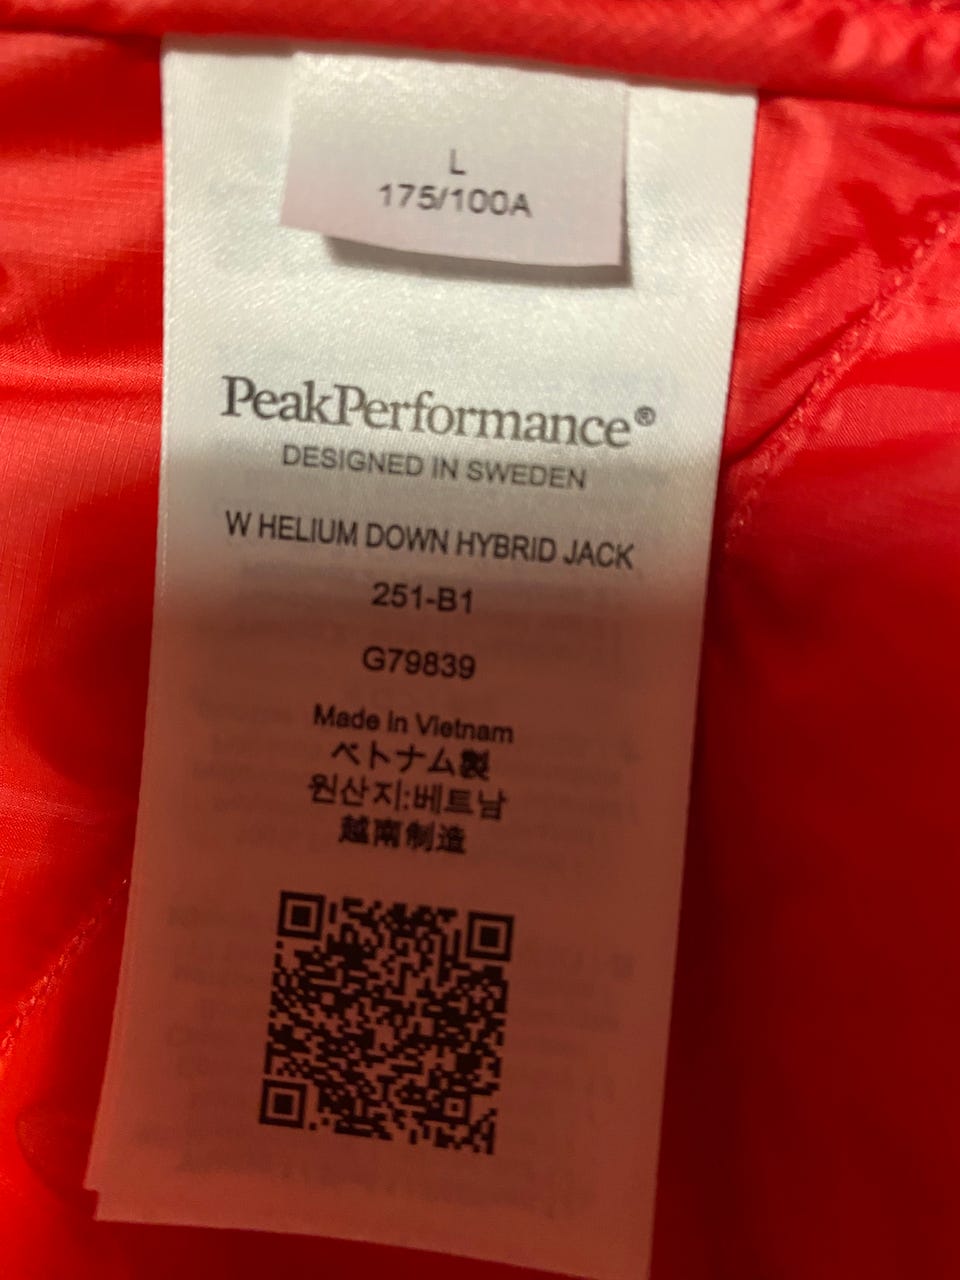 L
175/100A
PeakPerformance®
DESIGNED IN SWEDEN
W HELIUM DOWN HYBRID JACK
251-B1
G79839
Made in Vietnam
ベトナム製
원산지:베트남
越南制造